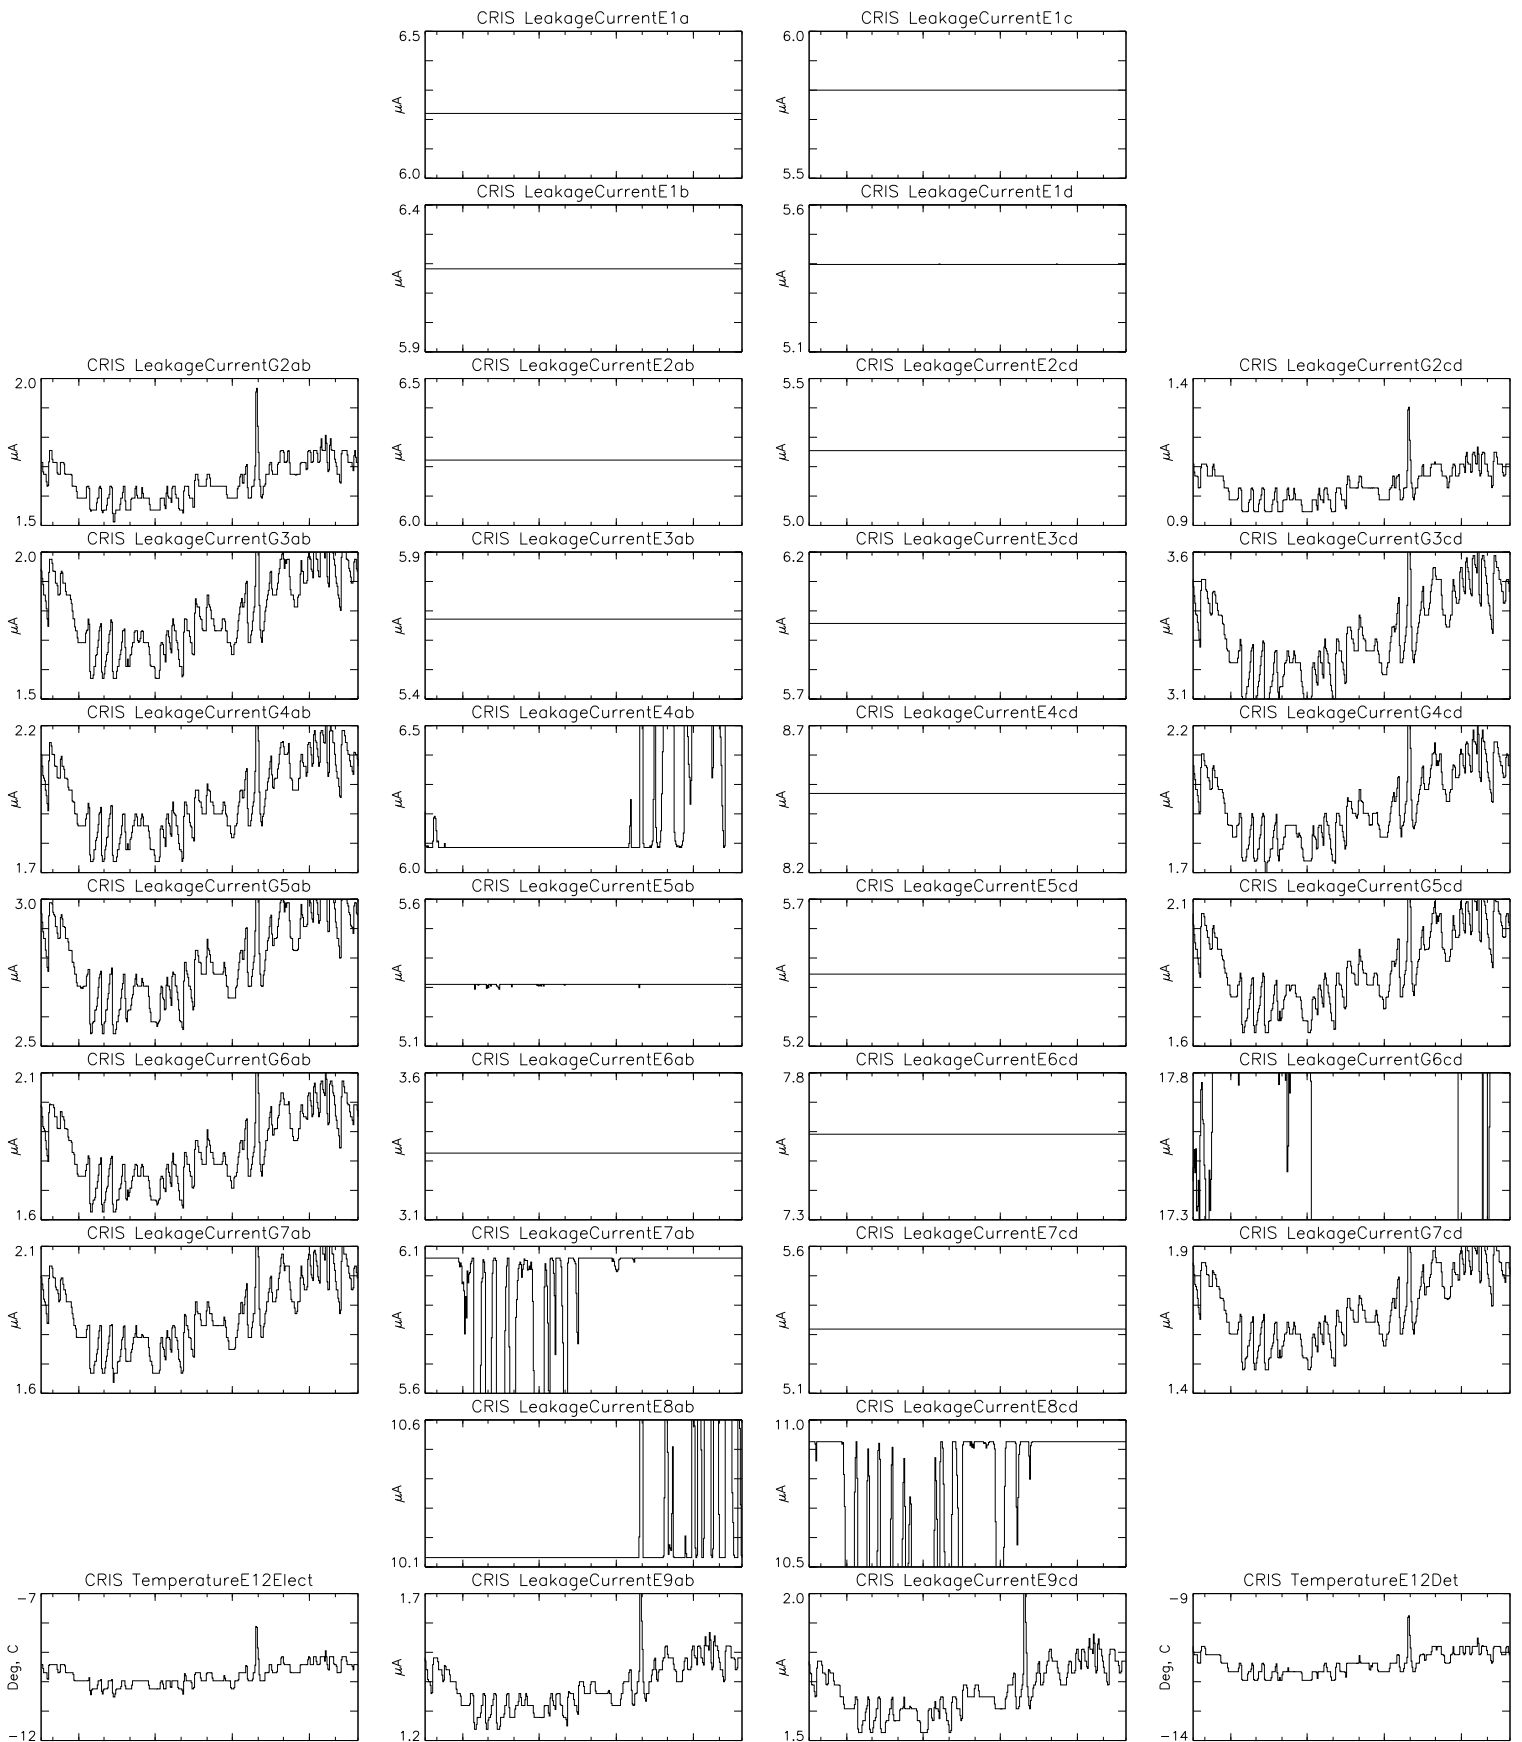 CRIS LeakageCurrentE1a
CRIS LeakageCurrentE1c
6.5
μA
6.0
6.0
μA
5.5
CRIS LeakageCurrentE1b
CRIS LeakageCurrentE1d
6.4
μA
5.9
5.6
μA
5.1
CRIS LeakageCurrentG2ab
CRIS LeakageCurrentE2ab
CRIS LeakageCurrentE2cd
CRIS LeakageCurrentG2cd
2.0
μA
1.5
6.5
μA
6.0
5.5
μA
5.0
1.4
μA
0.9
CRIS LeakageCurrentG3ab
CRIS LeakageCurrentE3ab
CRIS LeakageCurrentE3cd
CRIS LeakageCurrentG3cd
2.0
μA
1.5
5.9
μA
5.4
6.2
μA
5.7
3.6
μA
3.1
CRIS LeakageCurrentG4ab
CRIS LeakageCurrentE4ab
CRIS LeakageCurrentE4cd
CRIS LeakageCurrentG4cd
2.2
μA
1.7
6.5
μA
6.0
8.7
μA
8.2
2.2
μA
1.7
CRIS LeakageCurrentG5ab
CRIS LeakageCurrentE5ab
CRIS LeakageCurrentE5cd
CRIS LeakageCurrentG5cd
3.0
μA
2.5
5.6
μA
5.1
5.7
μA
5.2
2.1
μA
1.6
CRIS LeakageCurrentG6ab
CRIS LeakageCurrentE6ab
CRIS LeakageCurrentE6cd
CRIS LeakageCurrentG6cd
2.1
μA
1.6
3.6
μA
3.1
7.8
μA
7.3
17.8
μA
17.3
CRIS LeakageCurrentG7ab
CRIS LeakageCurrentE7ab
CRIS LeakageCurrentE7cd
CRIS LeakageCurrentG7cd
2.1
μA
1.6
6.1
μA
5.6
5.6
μA
5.1
1.9
μA
1.4
CRIS LeakageCurrentE8ab
CRIS LeakageCurrentE8cd
10.6
μA
10.1
11.0
μA
10.5
CRIS TemperatureE12Elect
CRIS LeakageCurrentE9ab
CRIS LeakageCurrentE9cd
CRIS TemperatureE12Det
−7
Deg, C
−12
1.7
μA
1.2
2.0
μA
1.5
−9
Deg, C
−14